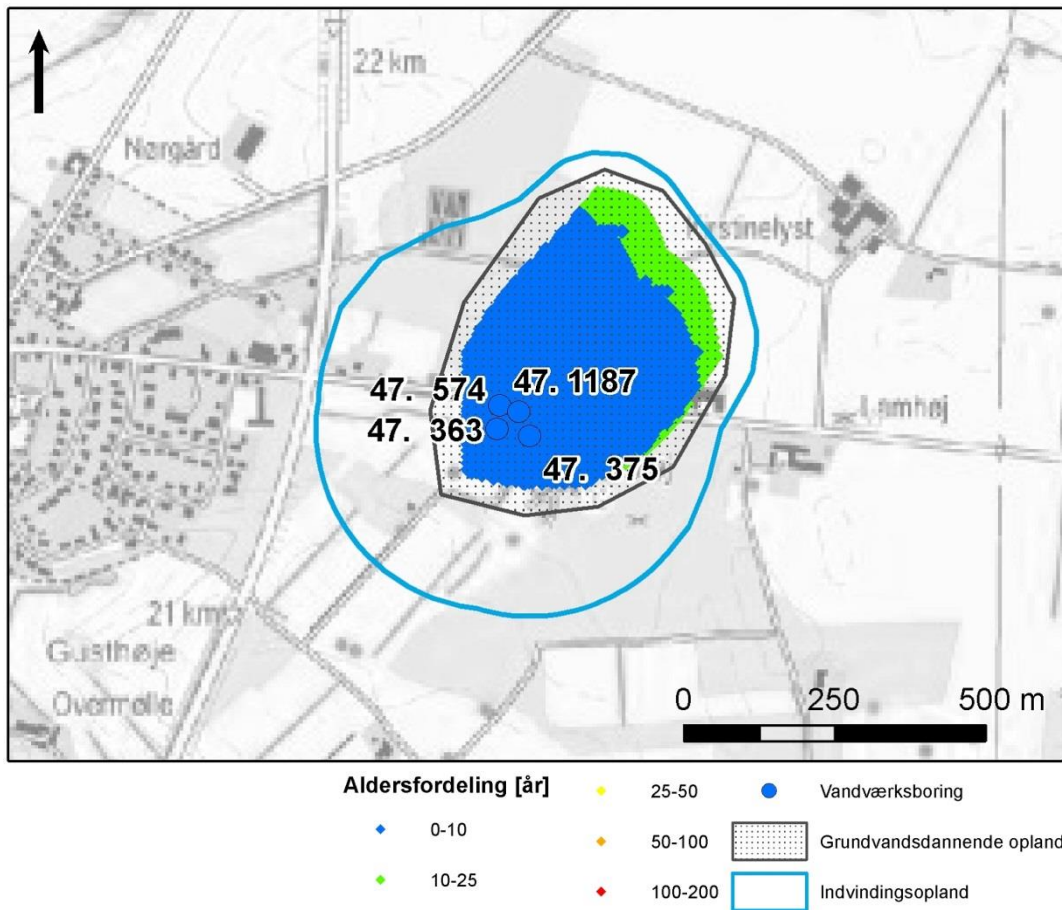 22 km
Nørgård
rstinelyst
47. 574
47. 1187
Lamhøj
47. 363
47. 375
21 km
Gusthøje
Overmølle
0 250 500 m
Aldersfordeling [år]
0-10
10-25
25-50
50-100
100-200
Vandværksboring
Grundvandsdannende opland
Indvindingsopland